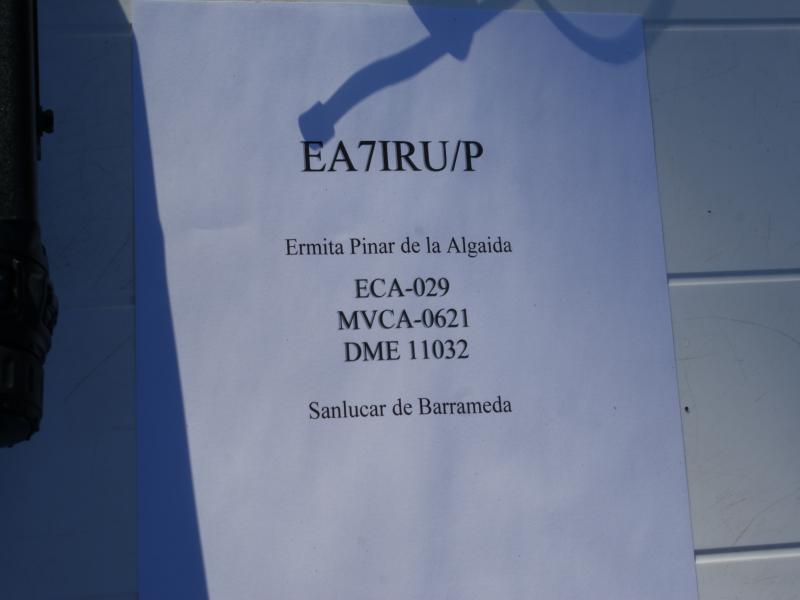 EA7IRU/P
Ermita Pinar de la Algaida
ECA-029
MVCA-0621
DME 11032
Sanlucar de Barrameda